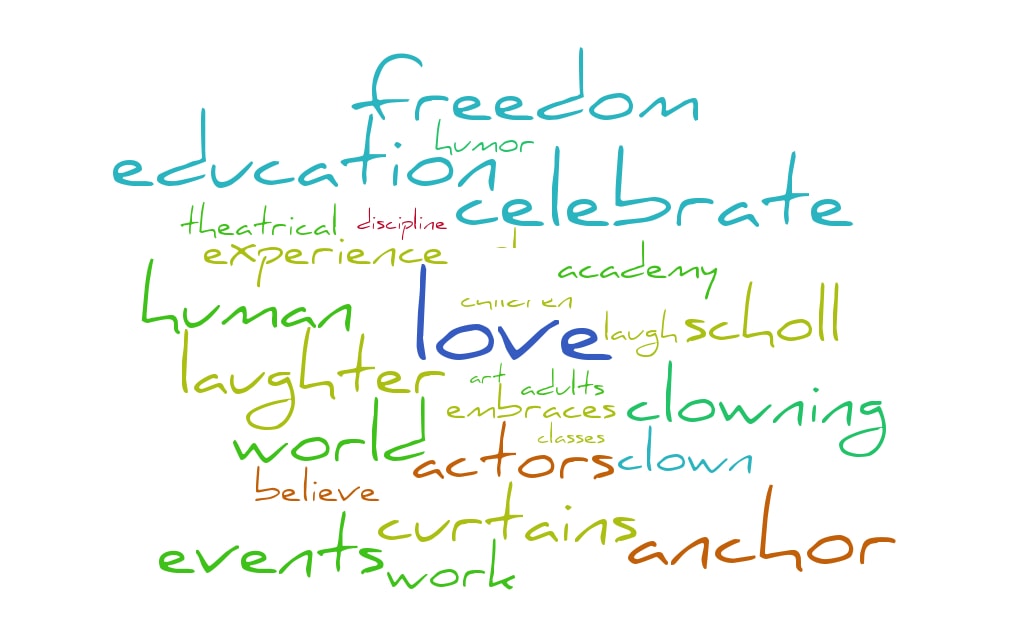 freedom
humor
education
celebrate
theatrical
discipline
experience
academy
human
love
laugh
scholl
laughter
art
adults
embraces
clowning
classes
world
actors
clown
believe
curtains
anchor
events
work